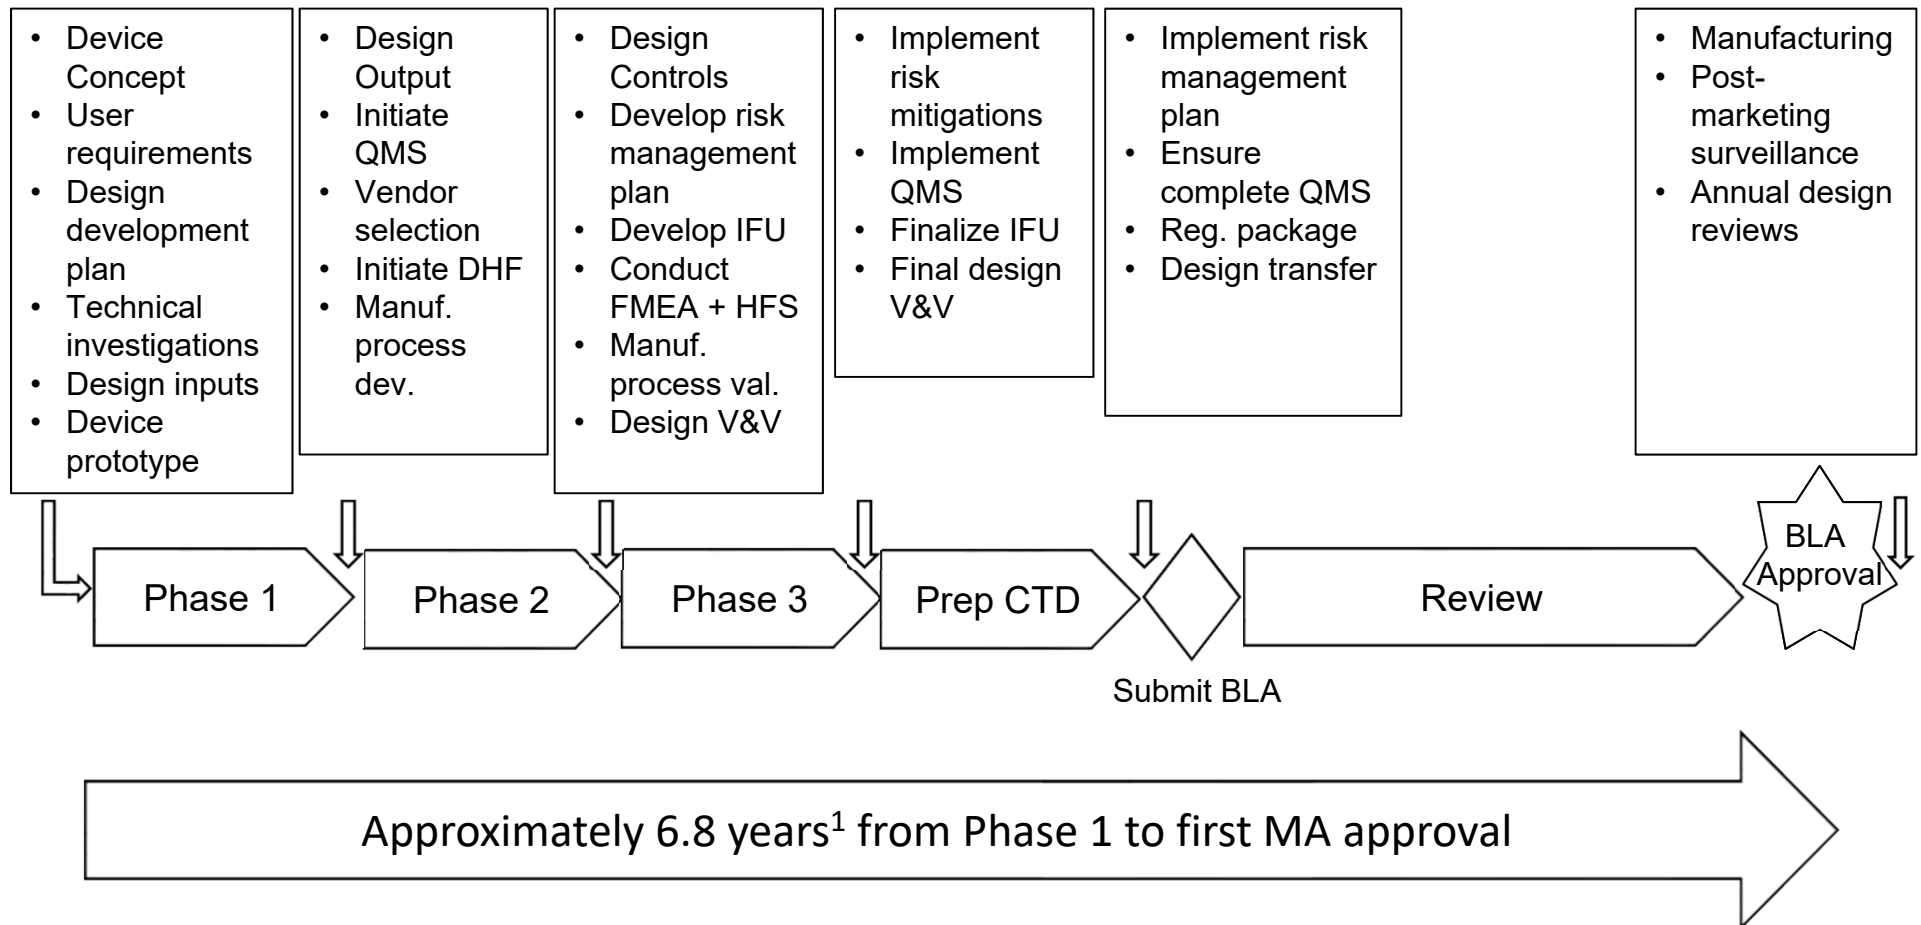 • Device
Concept
• User
requirements
• Design
development
plan
• Technical
investigations
• Design inputs
• Device
prototype
• Design
Output
• Initiate
QMS
• Vendor
selection
• Initiate DHF
• Manuf.
process
dev.
• Design
Controls
• Develop risk
management
plan
• Develop IFU
• Conduct
FMEA + HFS
• Manuf.
process val.
• Design V&V
• Implement
risk
mitigations
• Implement
QMS
• Finalize IFU
• Final design
V&V
• Implement risk
management
plan
• Ensure
complete QMS
• Reg. package
• Design transfer
• Manufacturing
• Post-
marketing
surveillance
• Annual design
reviews
Phase 1
Phase 2
Phase 3
Prep CTD
Submit BLA
Review
BLA
Approval
Approximately 6.8 years¹ from Phase 1 to first MA approval